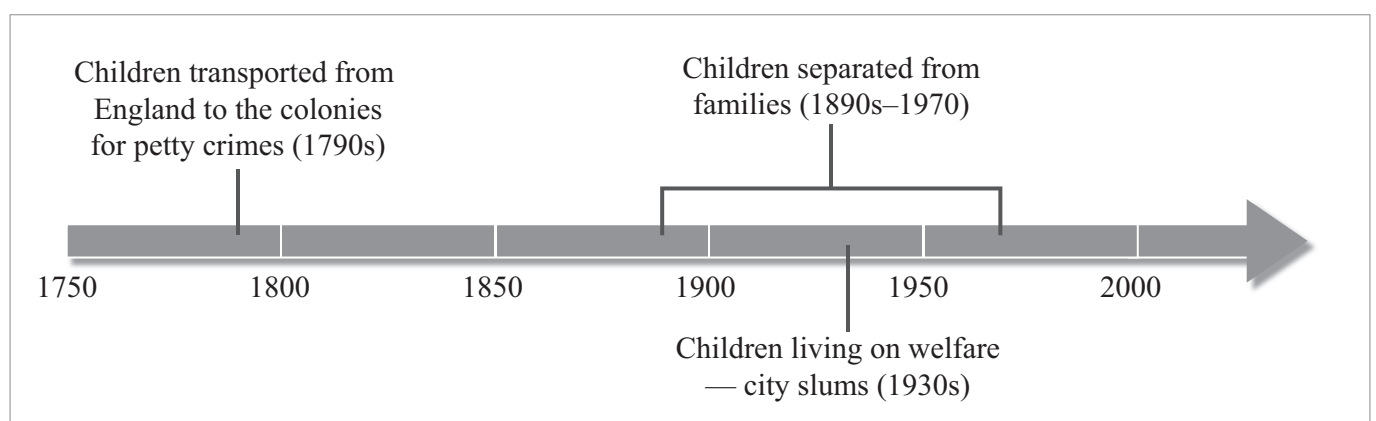 Children transported from
England to the colonies
for petty crimes (1790s)
Children separated from
families (1890s–1970)
1750
1800
1850
1900
1950
2000
Children living on welfare
— city slums (1930s)